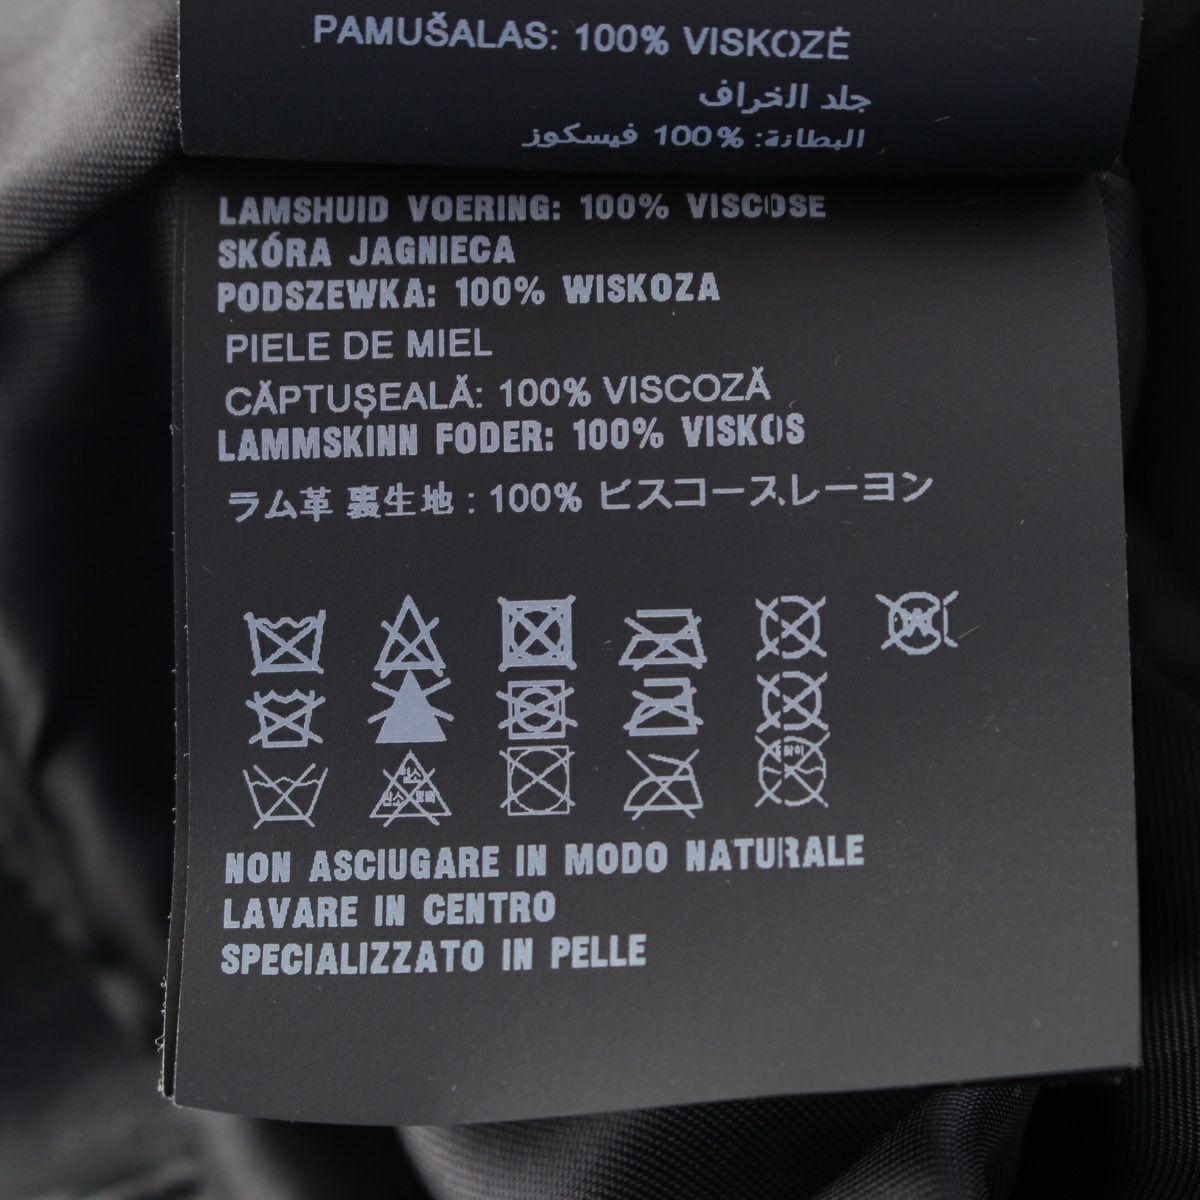 PAMUŠALAS: 100% VISKOZĖ
جلد الخراف
البطانة: %100 فيسكوز
LAMSHUID VOERING: 100% VISCOSE
SKÓRA JAGNIECA
PODSZEWKA: 100% WISKOZA
PIELE DE MIEL
CĂPTUȘEALĂ: 100% VISCOZĂ
LAMMSKINN FODER: 100% VISKOS
ラム革 裏生地 : 100% ビスコースレーヨン
NON ASCIUGARE IN MODO NATURALE
LAVARE IN CENTRO
SPECIALIZZATO IN PELLE